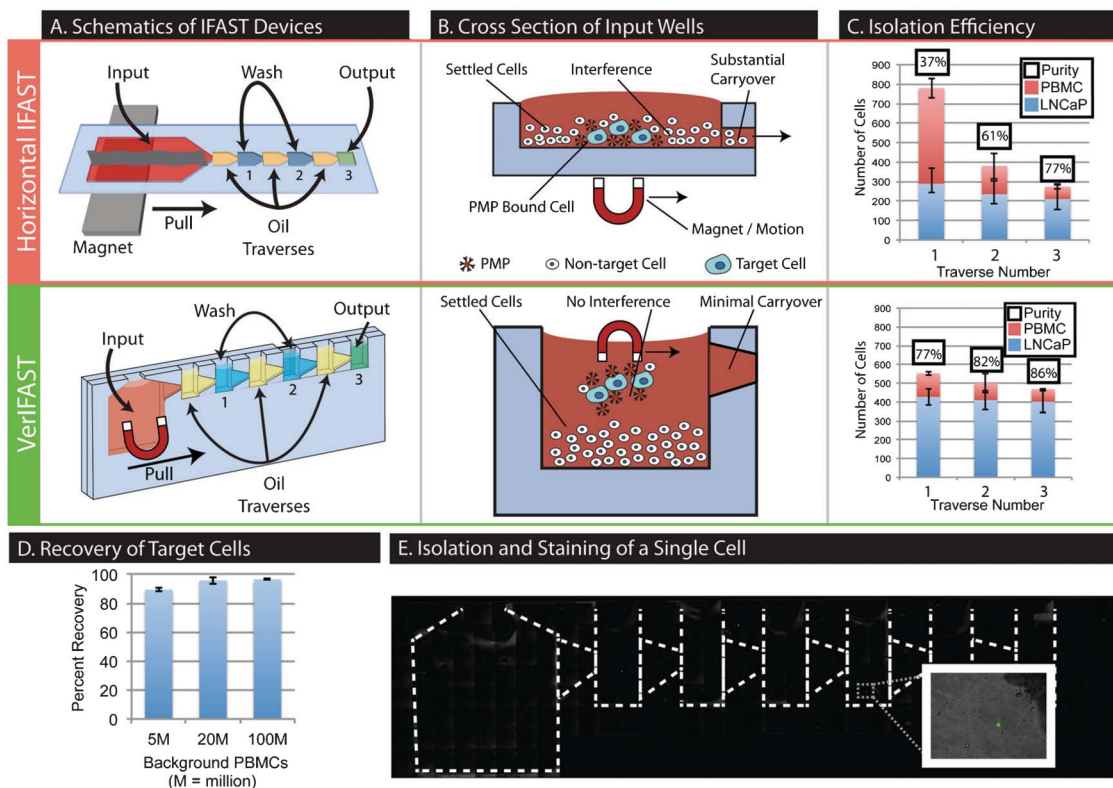 A. Schematics of IFAST Devices
B. Cross Section of Input Wells
C. Isolation Efficiency
Horizontal IFAST
Input
Wash
Output
1
2
3
Pull
Oil
Traverses
Magnet
Settled Cells
Interference
Substantial
Carryover
PMP Bound Cell
Magnet / Motion
PMP
Non-target Cell
Target Cell
Number of Cells
900
800
700
600
500
400
300
200
100
0
37%
61%
77%
Purity
PBMC
LNCaP
1 2 3
Traverse Number
VerIFAST
Input
Wash
Output
1
2
3
Pull
Oil
Traverses
Settled Cells
No Interference
Minimal Carryover
Number of Cells
900
800
700
600
500
400
300
200
100
0
77%
82%
86%
Purity
PBMC
LNCaP
1 2 3
Traverse Number
D. Recovery of Target Cells
Percent Recovery
100
80
60
40
20
0
5M 20M 100M
Background PBMCs
(M = million)
E. Isolation and Staining of a Single Cell